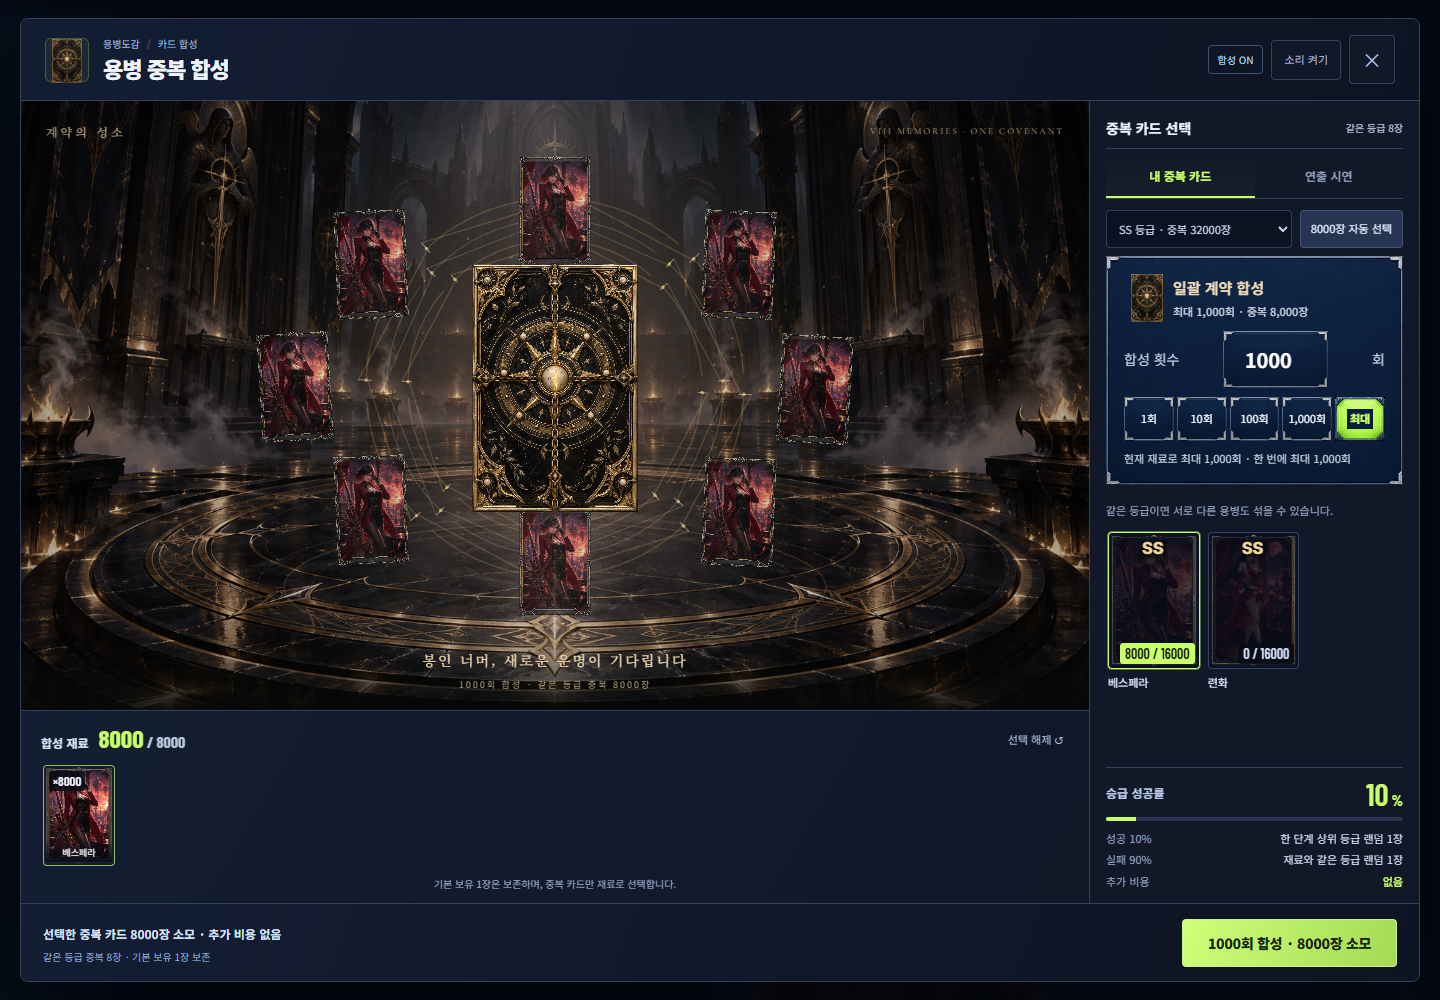 용병도감 / 카드 합성
용병 중복 합성
합성 ON
소리 켜기
계약의 성소
VIII MEMORIES · ONE COVENANT
봉인 너머, 새로운 운명이 기다립니다
1000회 합성 · 같은 등급 중복 8000장
중복 카드 선택
같은 등급 8장
내 중복 카드
연출 시연
SS 등급 · 중복 32000장
8000장 자동 선택
일괄 계약 합성
최대 1,000회 · 중복 8,000장
합성 횟수
1000
회
1회
10회
100회
1,000회
최대
현재 재료로 최대 1,000회 · 한 번에 최대 1,000회
같은 등급이면 서로 다른 용병도 섞을 수 있습니다.
SS
8000 / 16000
베스페라
SS
0 / 16000
련화
합성 재료 8000 / 8000
선택 해제 ↺
×8000
베스페라
기본 보유 1장은 보존하며, 중복 카드만 재료로 선택합니다.
승급 성공률
10 %
성공 10%
한 단계 상위 등급 랜덤 1장
실패 90%
재료와 같은 등급 랜덤 1장
추가 비용
없음
선택한 중복 카드 8000장 소모 · 추가 비용 없음
같은 등급 중복 8장 · 기본 보유 1장 보존
1000회 합성 · 8000장 소모